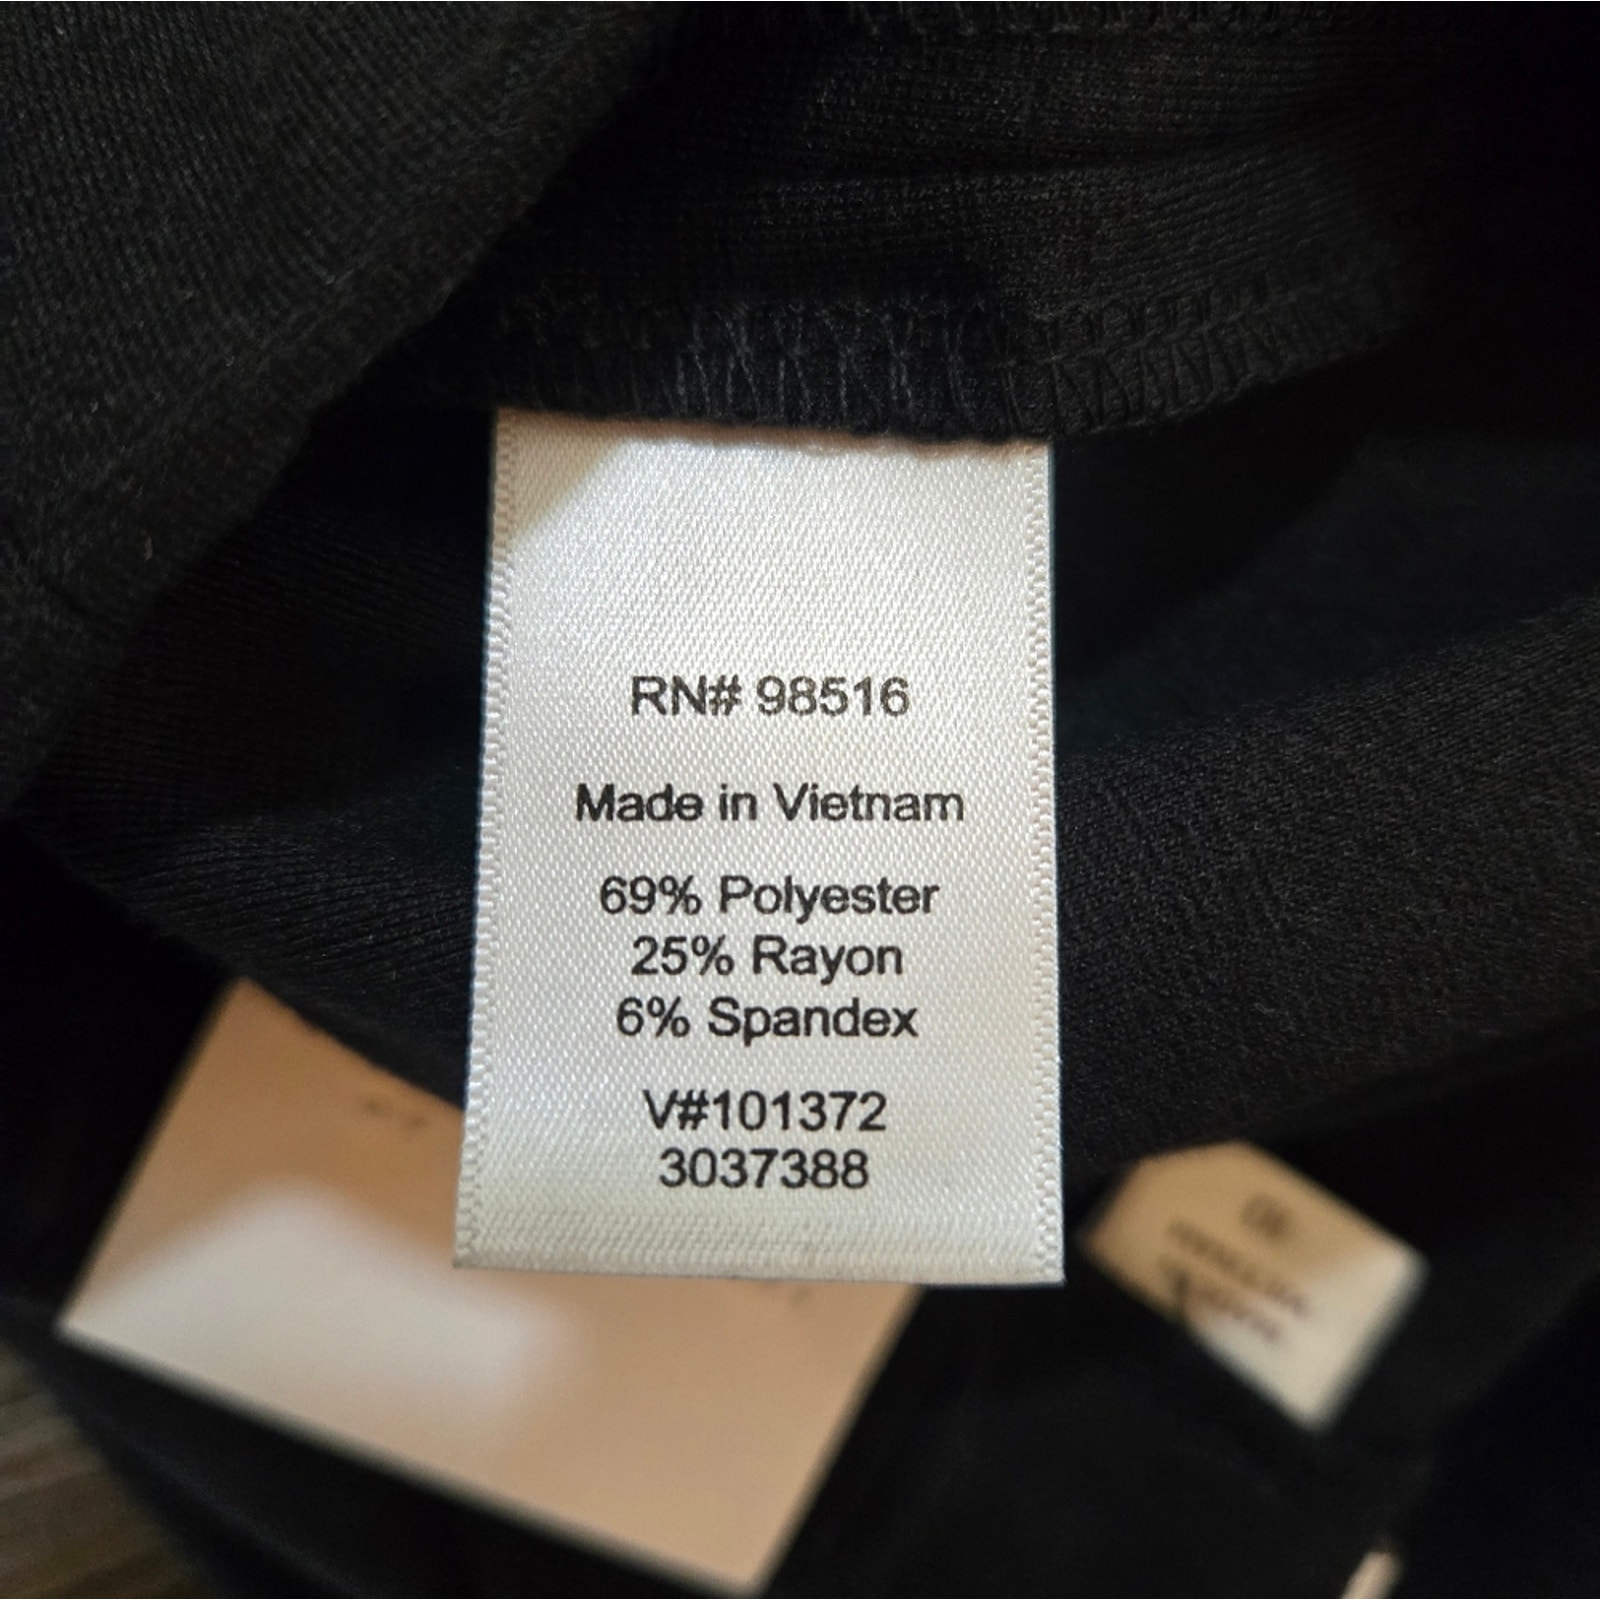 RN# 98516
Made in Vietnam
69% Polyester
25% Rayon
6% Spandex
V#101372
3037388